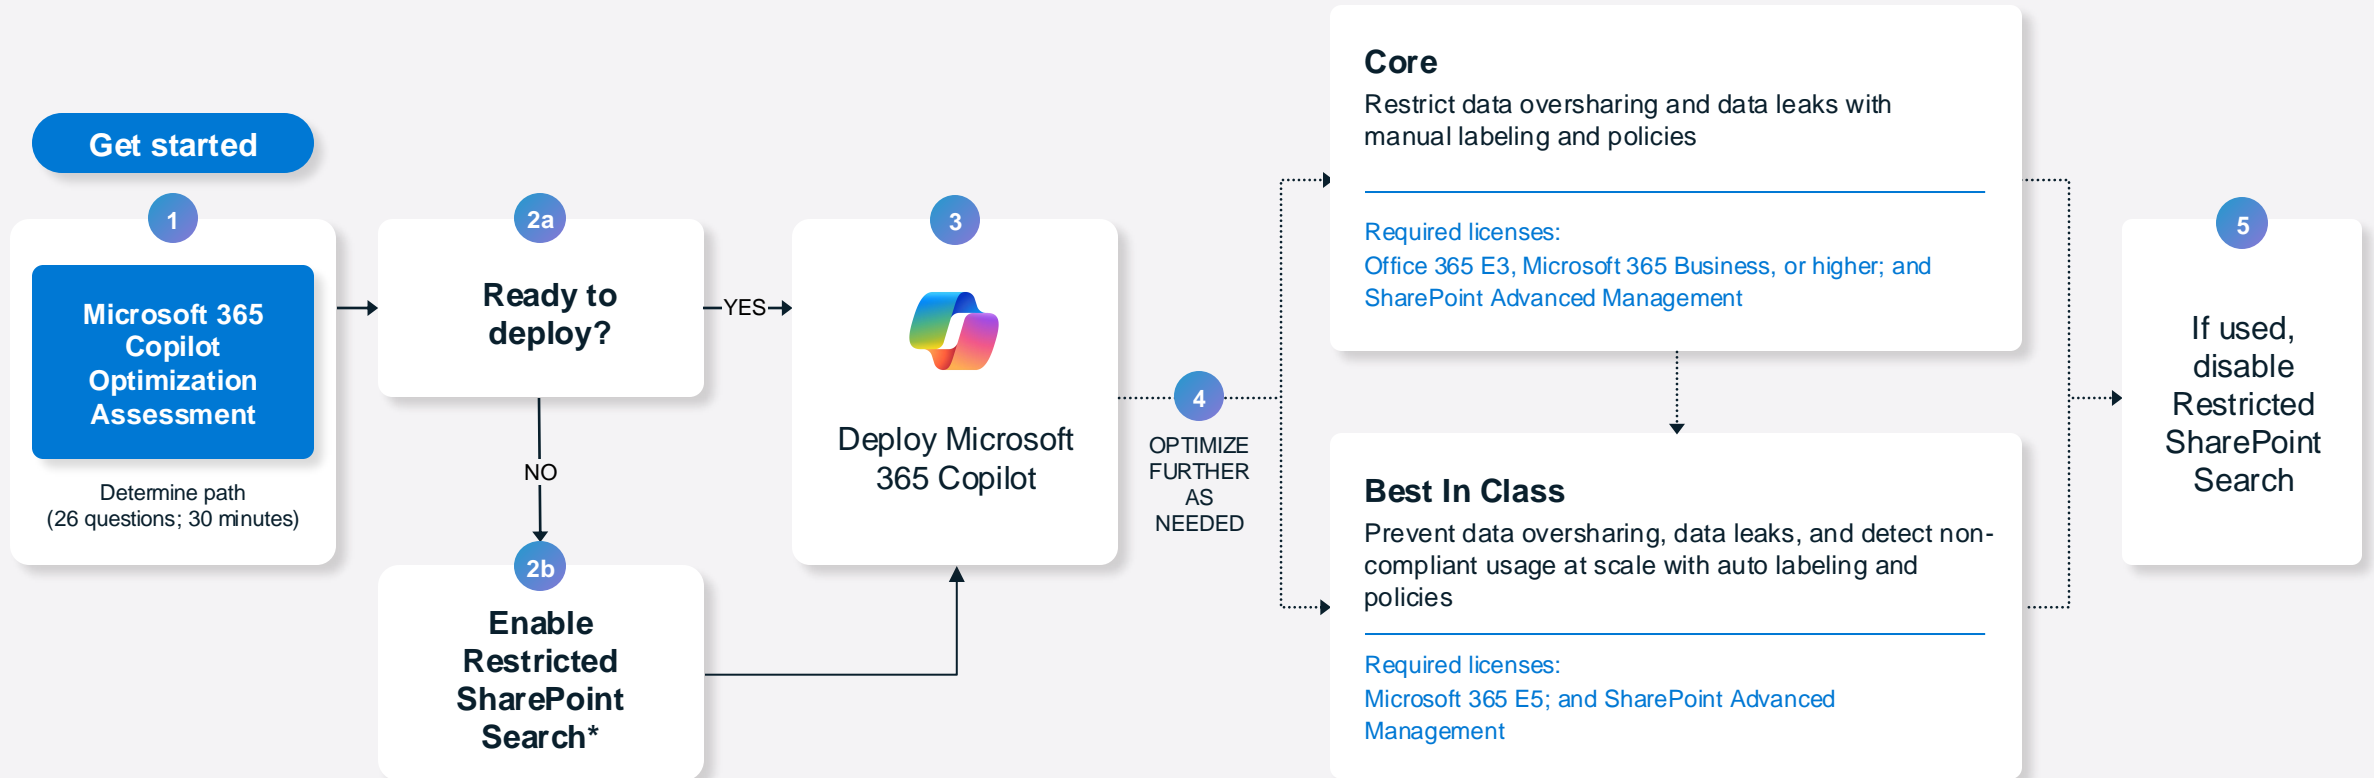 Get started
1
Microsoft 365
Copilot
Optimization
Assessment
Determine path
(26 questions; 30 minutes)
2a
Ready to
deploy?
YES
NO
2b
Enable
Restricted
SharePoint
Search*
3
Deploy Microsoft
365 Copilot
4
OPTIMIZE
FURTHER
AS
NEEDED
Core
Restrict data oversharing and data leaks with
manual labeling and policies
Required licenses:
Office 365 E3, Microsoft 365 Business, or higher; and
SharePoint Advanced Management
Best In Class
Prevent data oversharing, data leaks, and detect non-
compliant usage at scale with auto labeling and
policies
Required licenses:
Microsoft 365 E5; and SharePoint Advanced
Management
5
If used,
disable
Restricted
SharePoint
Search